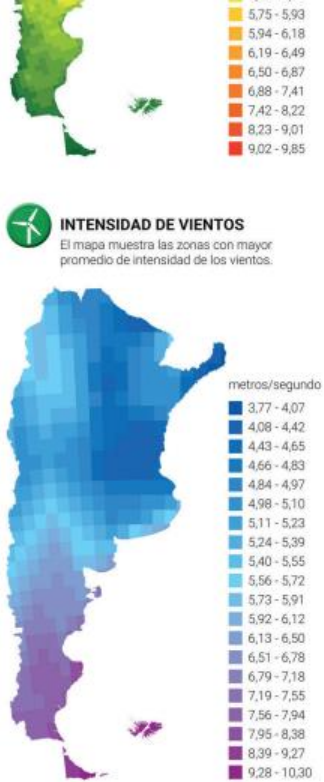 5,75 - 5,93
5,94 - 6,18
6,19 - 6,49
6,50 - 6,87
6,88 - 7,41
7,42 - 8,22
8,23 - 9,01
9,02 - 9,85
INTENSIDAD DE VIENTOS
El mapa muestra las zonas con mayor
promedio de intensidad de los vientos.
metros/segundo
3,77 - 4,07
4,08 - 4,42
4,43 - 4,65
4,66 - 4,83
4,84 - 4,97
4,98 - 5,10
5,11 - 5,23
5,24 - 5,39
5,40 - 5,55
5,56 - 5,72
5,73 - 5,91
5,92 - 6,12
6,13 - 6,50
6,51 - 6,78
6,79 - 7,18
7,19 - 7,55
7,56 - 7,94
7,95 - 8,38
8,39 - 9,27
9,28 - 10,30